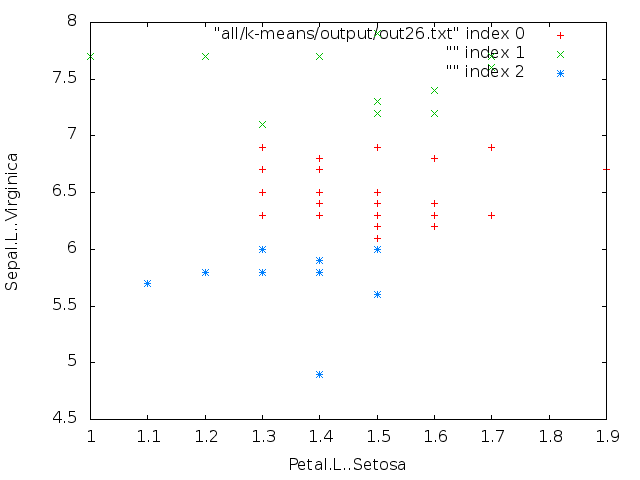 "all/k-means/output/out26.txt" index 0
"" index 1
"" index 2
8
7.5
7
6.5
6
5.5
5
4.5
1 1.1 1.2 1.3 1.4 1.5 1.6 1.7 1.8 1.9
Sepal.L..Virginica
Petal.L..Setosa